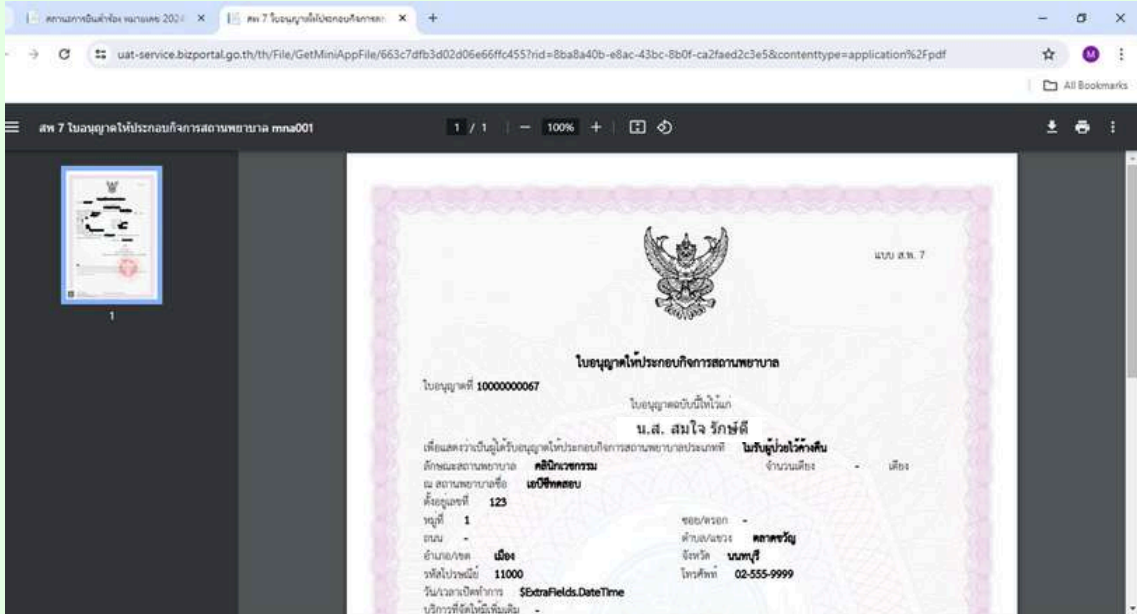 สถานะการยื่นคำร้อง หมายเลข 2024
สพ 7 ใบอนุญาตให้ประกอบกิจการสถ
uat-service.bizportal.go.th/th/File/GetMiniAppFile/663c7dfb3d02d06e66ffc455?rid=8ba8a40b-e8ac-43bc-8b0f-ca2faed2c3e5&contenttype=application%2Fpdf
M
All Bookmarks
สพ 7 ใบอนุญาตให้ประกอบกิจการสถานพยาบาล mna001
1 / 1
100%
1
แบบ ส.พ. 7
ใบอนุญาตให้ประกอบกิจการสถานพยาบาล
ใบอนุญาตที่ 10000000067
ใบอนุญาตฉบับนี้ให้ไว้แก่
น.ส. สมใจ รักษ์ดี
เพื่อแสดงว่าเป็นผู้ได้รับอนุญาตให้ประกอบกิจการสถานพยาบาลประเภทที่ ไม่รับผู้ป่วยไว้ค้างคืน
ลักษณะสถานพยาบาล คลินิกเวชกรรม จำนวนเตียง - เตียง
ณ สถานพยาบาลชื่อ เอบีซีทดสอบ
ตั้งอยู่เลขที่ 123
หมู่ที่ 1 ซอย/ตรอก -
ถนน - ตำบล/แขวง ตลาดขวัญ
อำเภอ/เขต เมือง จังหวัด นนทบุรี
รหัสไปรษณีย์ 11000 โทรศัพท์ 02-555-9999
วัน/เวลาเปิดทำการ $ExtraFields.DateTime
บริการที่จัดให้มีเพิ่มเติม -